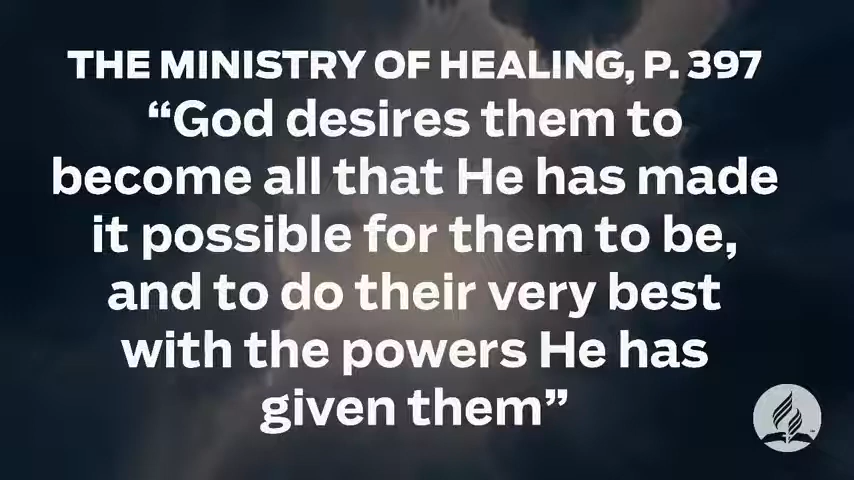 THE MINISTRY OF HEALING, P. 397
“God desires them to
become all that He has made
it possible for them to be,
and to do their very best
with the powers He has
given them”